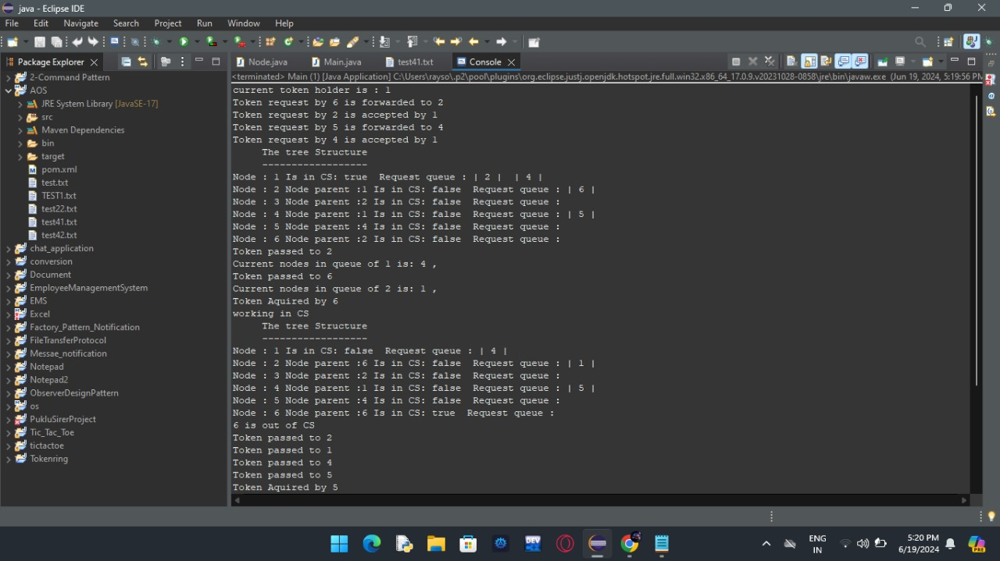 java - Eclipse IDE
File Edit Navigate Search Project Run Window Help
Package Explorer
Node.java Main.java test41.txt Console
2-Command Pattern
AOS
JRE System Library [JavaSE-17]
src
Maven Dependencies
bin
target
pom.xml
test.txt
TEST1.txt
test22.txt
test41.txt
test42.txt
chat_application
conversion
Document
EmployeeManagementSystem
EMS
Excel
Factory_Pattern_Notification
FileTransferProtocol
Messae_notification
Notepad
Notepad2
ObserverDesignPattern
os
PukluSirerProject
Tic_Tac_Toe
tictactoe
Tokenring
<terminated> Main (1) [Java Application] C:\Users\rayso\.p2\pool\plugins\org.eclipse.justj.openjdk.hotspot.jre.full.win32.x86_64_17.0.9.v20231028-0858\jre\bin\javaw.exe (Jun 19, 2024, 5:19:56 PM
current token holder is : 1
Token request by 6 is forwarded to 2
Token request by 2 is accepted by 1
Token request by 5 is forwarded to 4
Token request by 4 is accepted by 1
The tree Structure
------------------
Node : 1 Is in CS: true Request queue : | 2 | | 4 |
Node : 2 Node parent :1 Is in CS: false Request queue : | 6 |
Node : 3 Node parent :2 Is in CS: false Request queue :
Node : 4 Node parent :1 Is in CS: false Request queue : | 5 |
Node : 5 Node parent :4 Is in CS: false Request queue :
Node : 6 Node parent :2 Is in CS: false Request queue :
Token passed to 2
Current nodes in queue of 1 is: 4 ,
Token passed to 6
Current nodes in queue of 2 is: 1 ,
Token Aquired by 6
working in CS
The tree Structure
------------------
Node : 1 Is in CS: false Request queue : | 4 |
Node : 2 Node parent :6 Is in CS: false Request queue : | 1 |
Node : 3 Node parent :2 Is in CS: false Request queue :
Node : 4 Node parent :1 Is in CS: false Request queue : | 5 |
Node : 5 Node parent :4 Is in CS: false Request queue :
Node : 6 Node parent :6 Is in CS: true Request queue :
6 is out of CS
Token passed to 2
Token passed to 1
Token passed to 4
Token passed to 5
Token Aquired by 5
DEV
ENG
IN
5:20 PM
6/19/2024
PRE